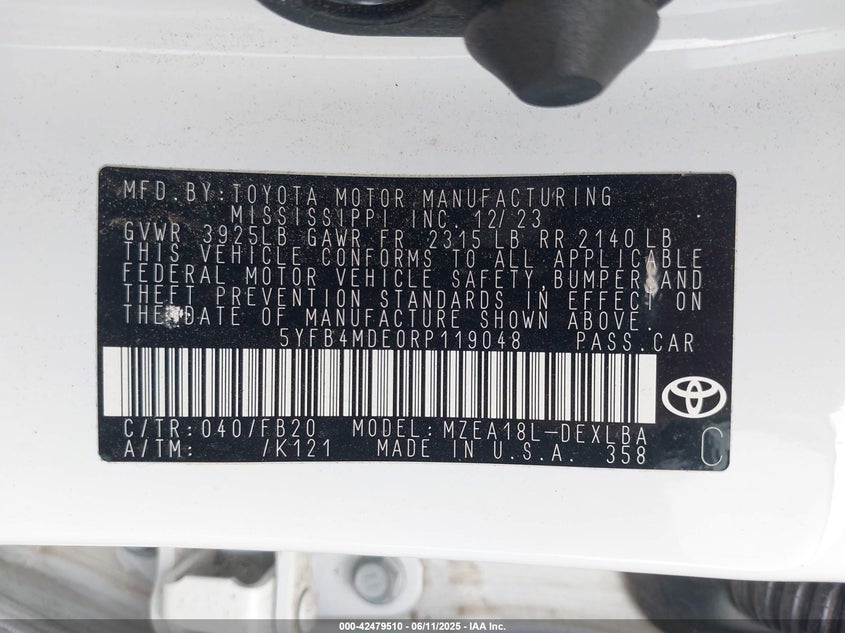 MFD.BY:TOYOTA MOTOR MANUFACTURING
MISSISSIPPI INC. 12/23
GVWR 3925LB GAWR FR 2315 LB RR 2140 LB
THIS VEHICLE CONFORMS TO ALL APPLICABLE
FEDERAL MOTOR VEHICLE SAFETY,BUMPER,AND
THEFT PREVENTION STANDARDS IN EFFECT ON
THE DATE OF MANUFACTURE SHOWN ABOVE.
5YFB4MDE0RP119048 PASS.CAR
C/TR:040/FB20 MODEL:MZEA18L-DEXLBA
A/TM: /K121 MADE IN U.S.A. 358
C
000-42479510 - 06/11/2025 - IAA Inc.